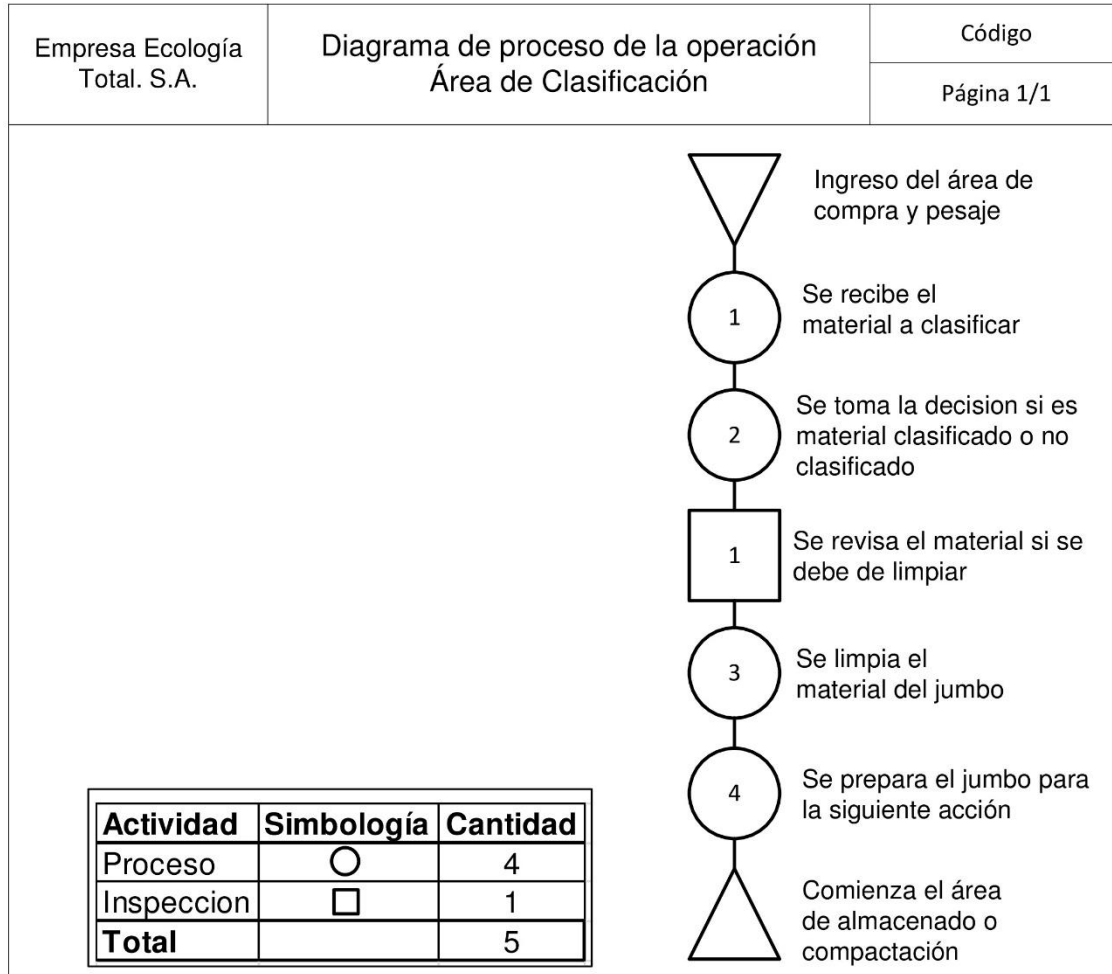 Empresa Ecología
Total. S.A.
Diagrama de proceso de la operación
Área de Clasificación
Código
Página 1/1
Ingreso del área de
compra y pesaje
1
Se recibe el
material a clasificar
2
Se toma la decision si es
material clasificado o no
clasificado
1
Se revisa el material si se
debe de limpiar
3
Se limpia el
material del jumbo
4
Se prepara el jumbo para
la siguiente acción
Comienza el área
de almacenado o
compactación
Actividad Simbología Cantidad
Proceso 4
Inspeccion 1
Total 5